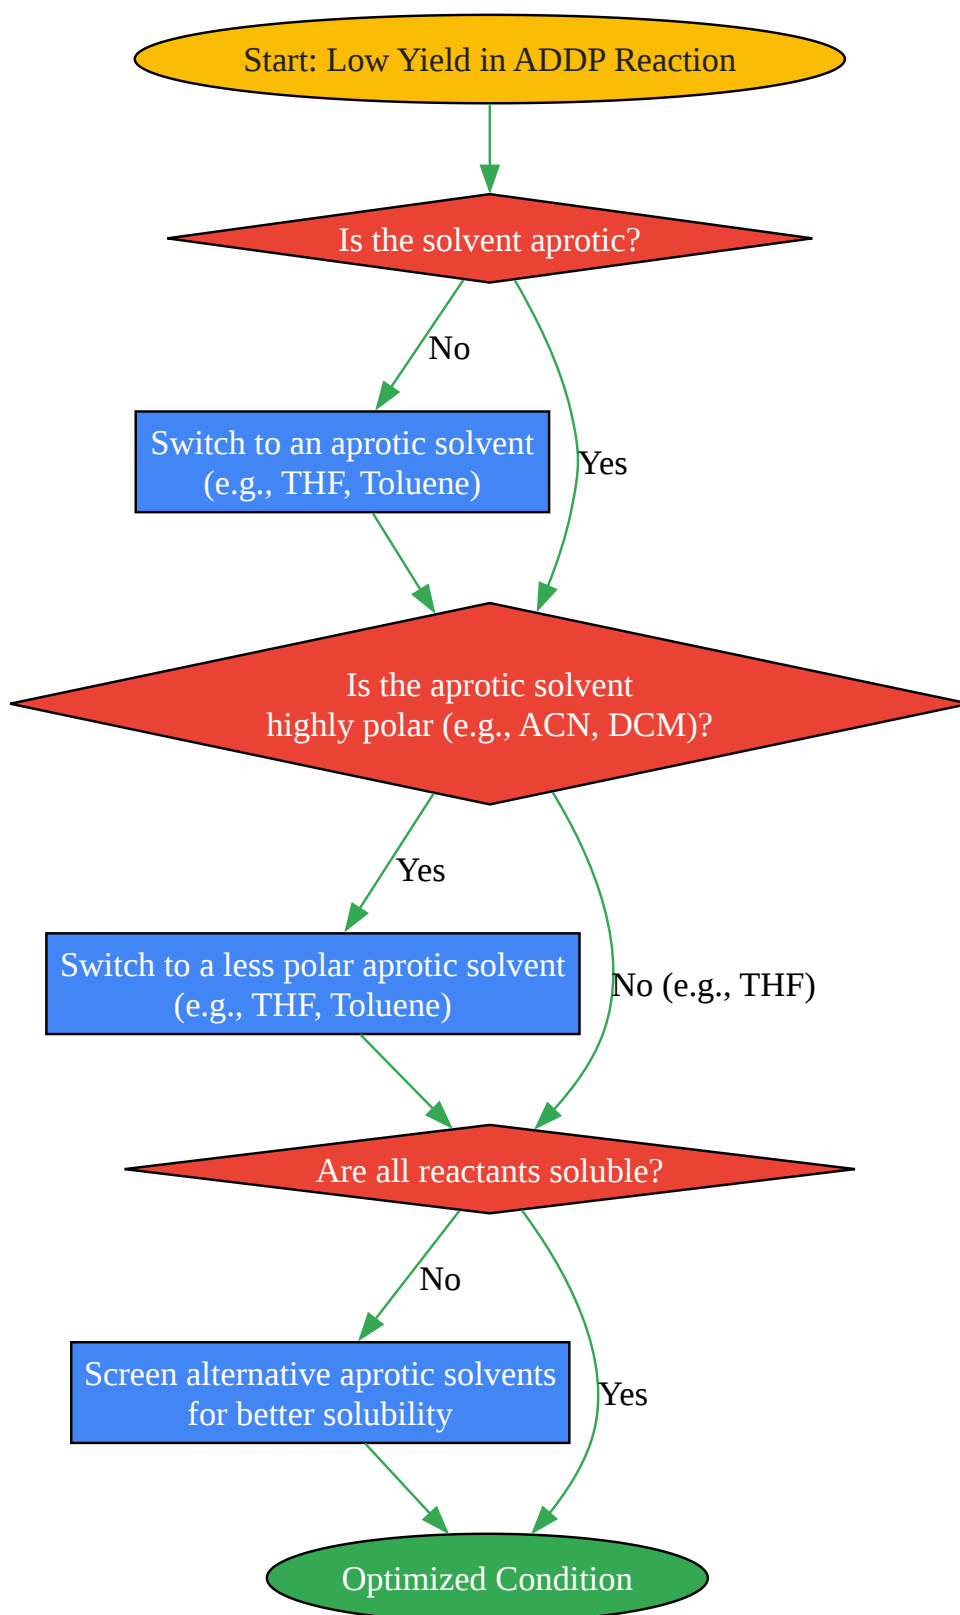 Start: Low Yield in ADDP Reaction
Is the solvent aprotic?
No
Switch to an aprotic solvent
(e.g., THF, Toluene)
Yes
Is the aprotic solvent
highly polar (e.g., ACN, DCM)?
Yes
Switch to a less polar aprotic solvent
(e.g., THF, Toluene)
No (e.g., THF)
Are all reactants soluble?
No
Screen alternative aprotic solvents
for better solubility
Yes
Optimized Condition